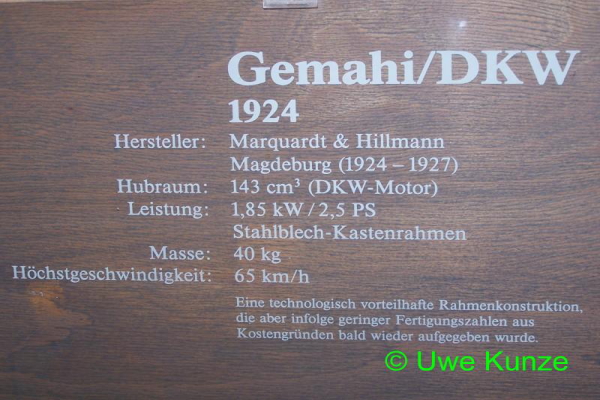 Gemahi/DKW
1924
Hersteller: Marquardt & Hillmann
Magdeburg (1924 – 1927)
Hubraum: 143 cm³ (DKW-Motor)
Leistung: 1,85 kW / 2,5 PS
Stahlblech-Kastenrahmen
Masse: 40 kg
Höchstgeschwindigkeit: 65 km/h
Eine technologisch vorteilhafte Rahmenkonstruktion,
die aber infolge geringer Fertigungszahlen aus
Kostengründen bald wieder aufgegeben wurde.
© Uwe Kunze